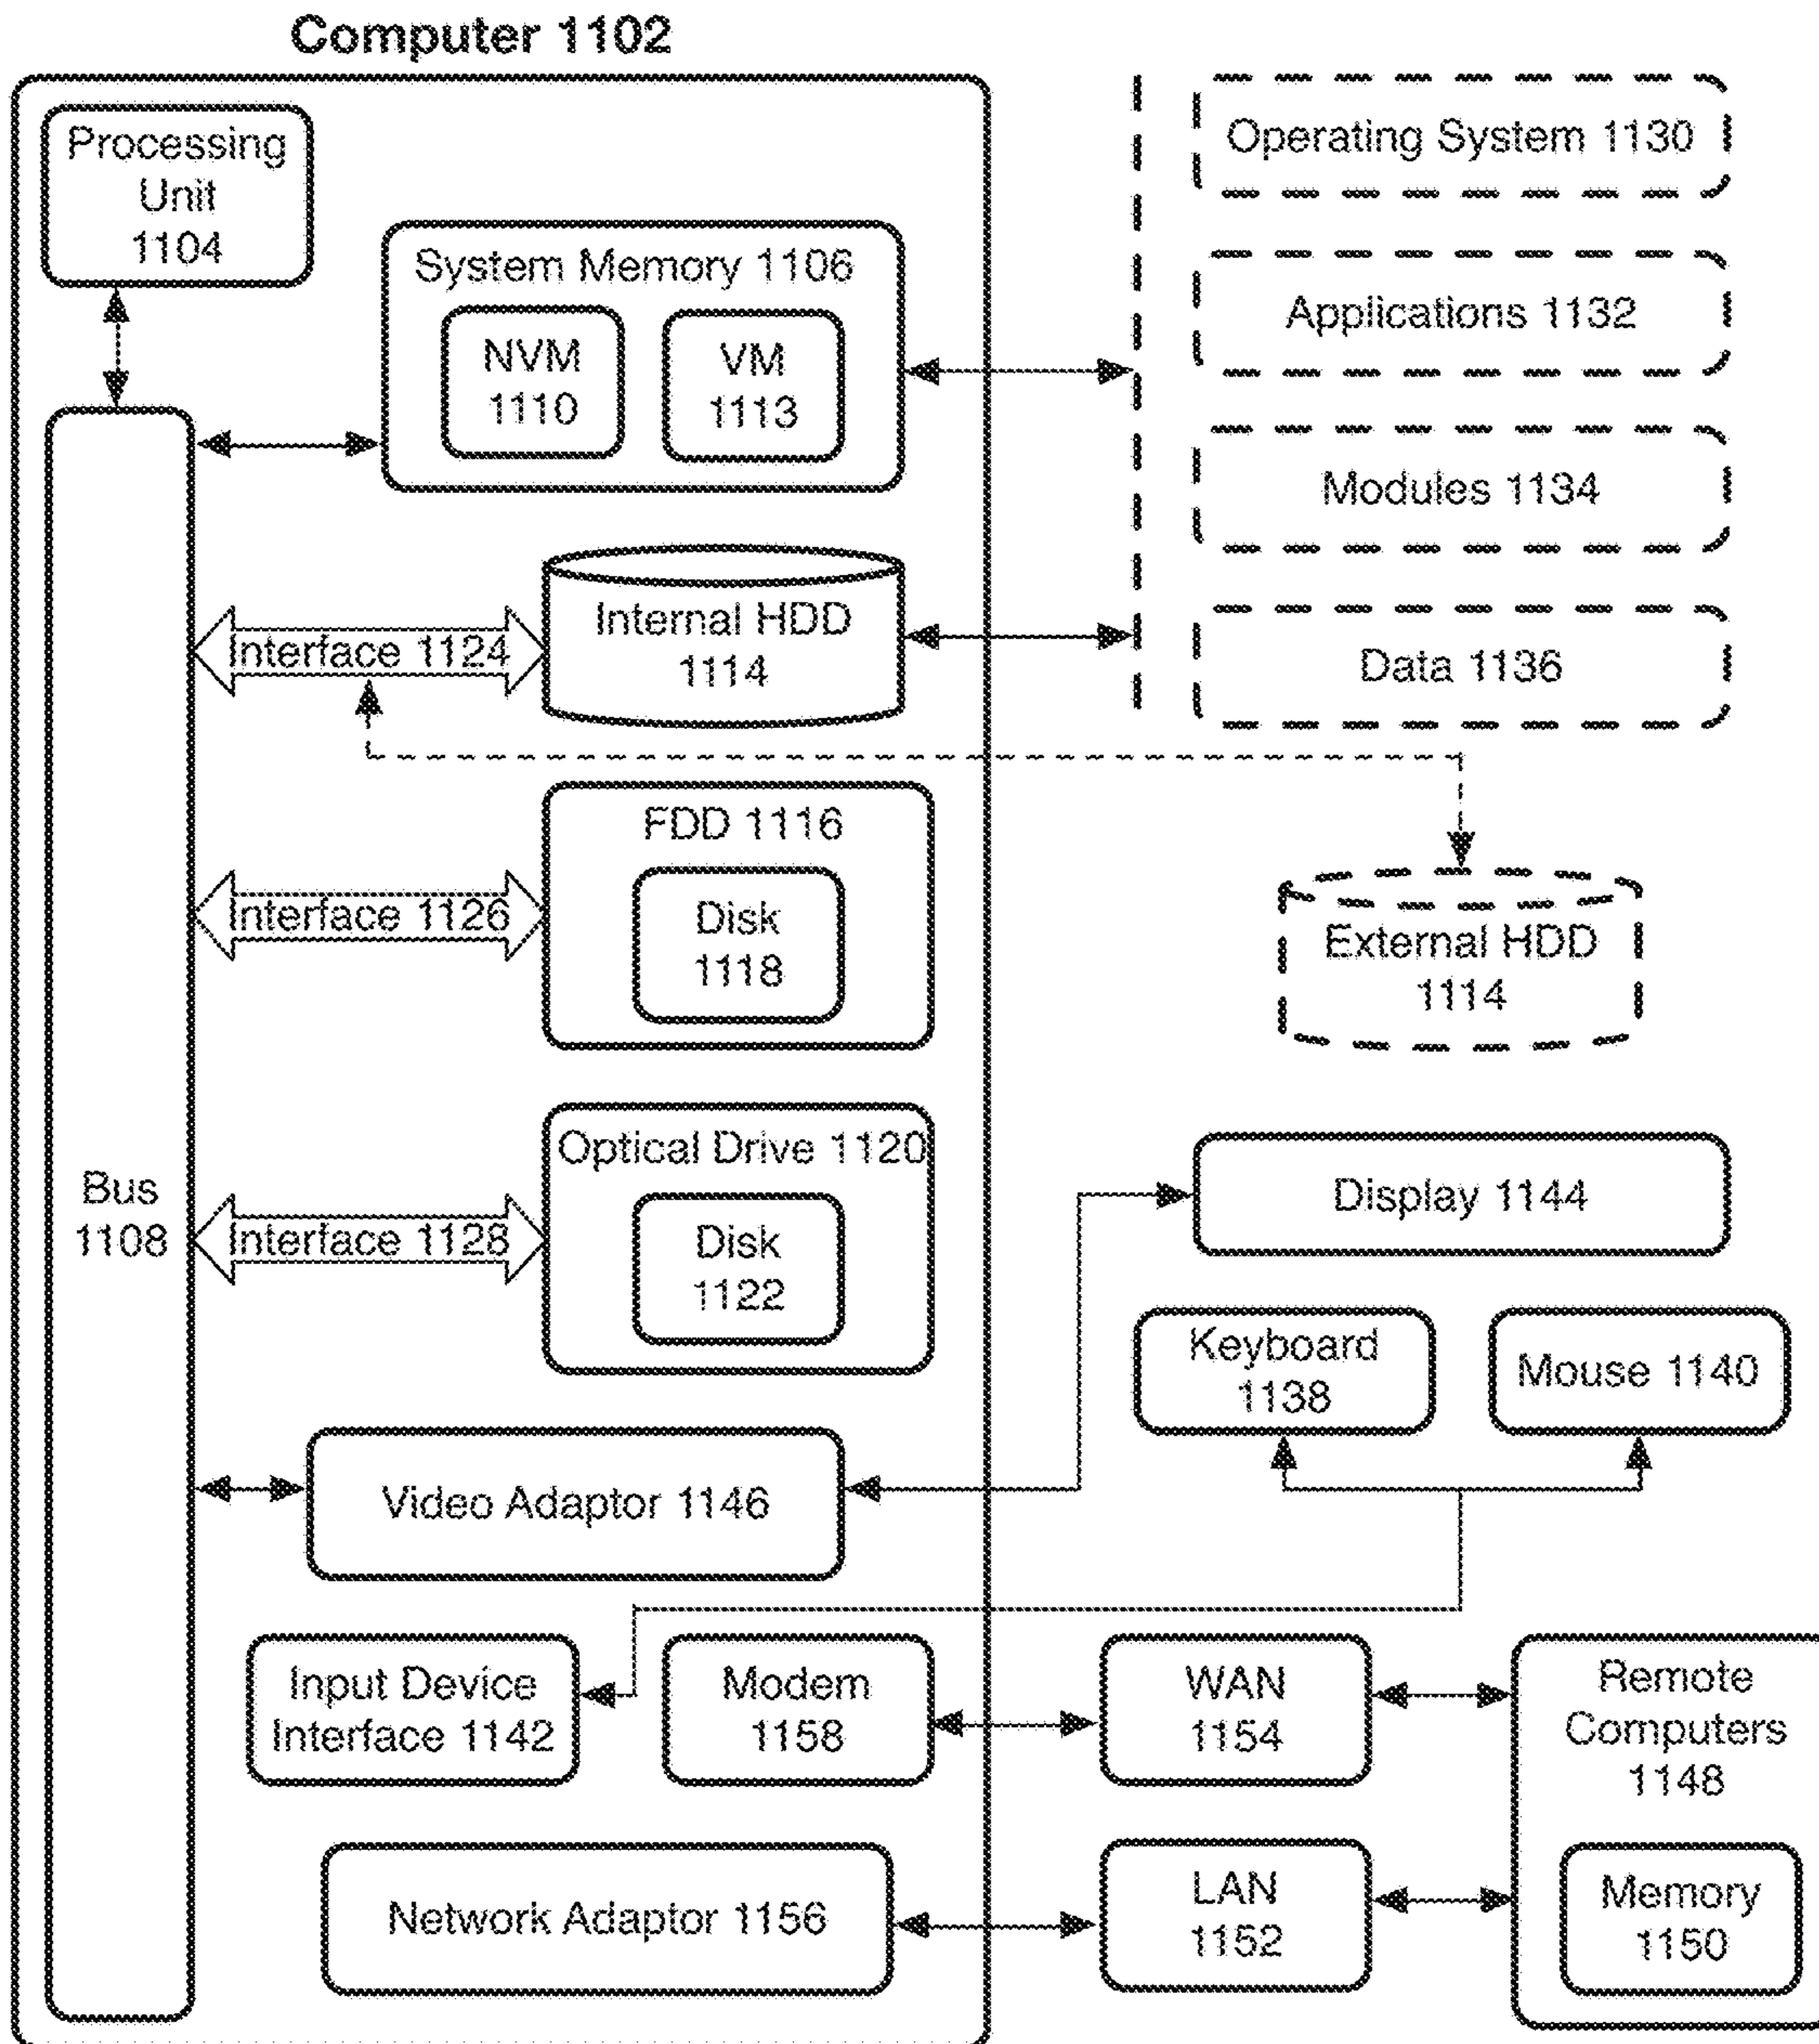 Computer 1102
Processing
Unit
1104
System Memory 1106
NVM
1110
VM
1113
Operating System 1130
Applications 1132
Modules 1134
Data 1136
Interface 1124
Internal HDD
1114
FDD 1116
Interface 1126
Disk
1118
External HDD
1114
Optical Drive 1120
Bus
1108
Interface 1128
Disk
1122
Display 1144
Keyboard
1138
Mouse 1140
Video Adaptor 1146
Input Device
Interface 1142
Modem
1158
WAN
1154
Remote
Computers
1148
Network Adaptor 1156
LAN
1152
Memory
1150